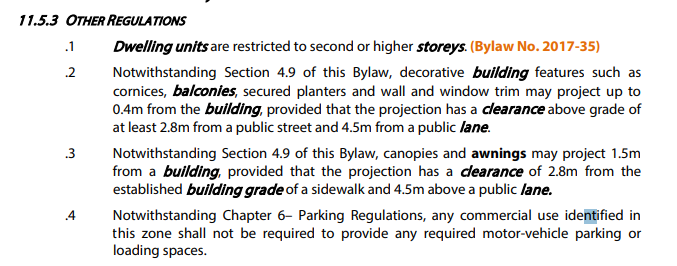 11.5.3 OTHER REGULATIONS
.1 Dwelling units are restricted to second or higher storeys. (Bylaw No. 2017-35)
.2 Notwithstanding Section 4.9 of this Bylaw, decorative building features such as
cornices, balconies, secured planters and wall and window trim may project up to
0.4m from the building, provided that the projection has a clearance above grade of
at least 2.8m from a public street and 4.5m from a public lane.
.3 Notwithstanding Section 4.9 of this Bylaw, canopies and awnings may project 1.5m
from a building, provided that the projection has a clearance of 2.8m from the
established building grade of a sidewalk and 4.5m above a public lane.
.4 Notwithstanding Chapter 6– Parking Regulations, any commercial use identified in
this zone shall not be required to provide any required motor-vehicle parking or
loading spaces.